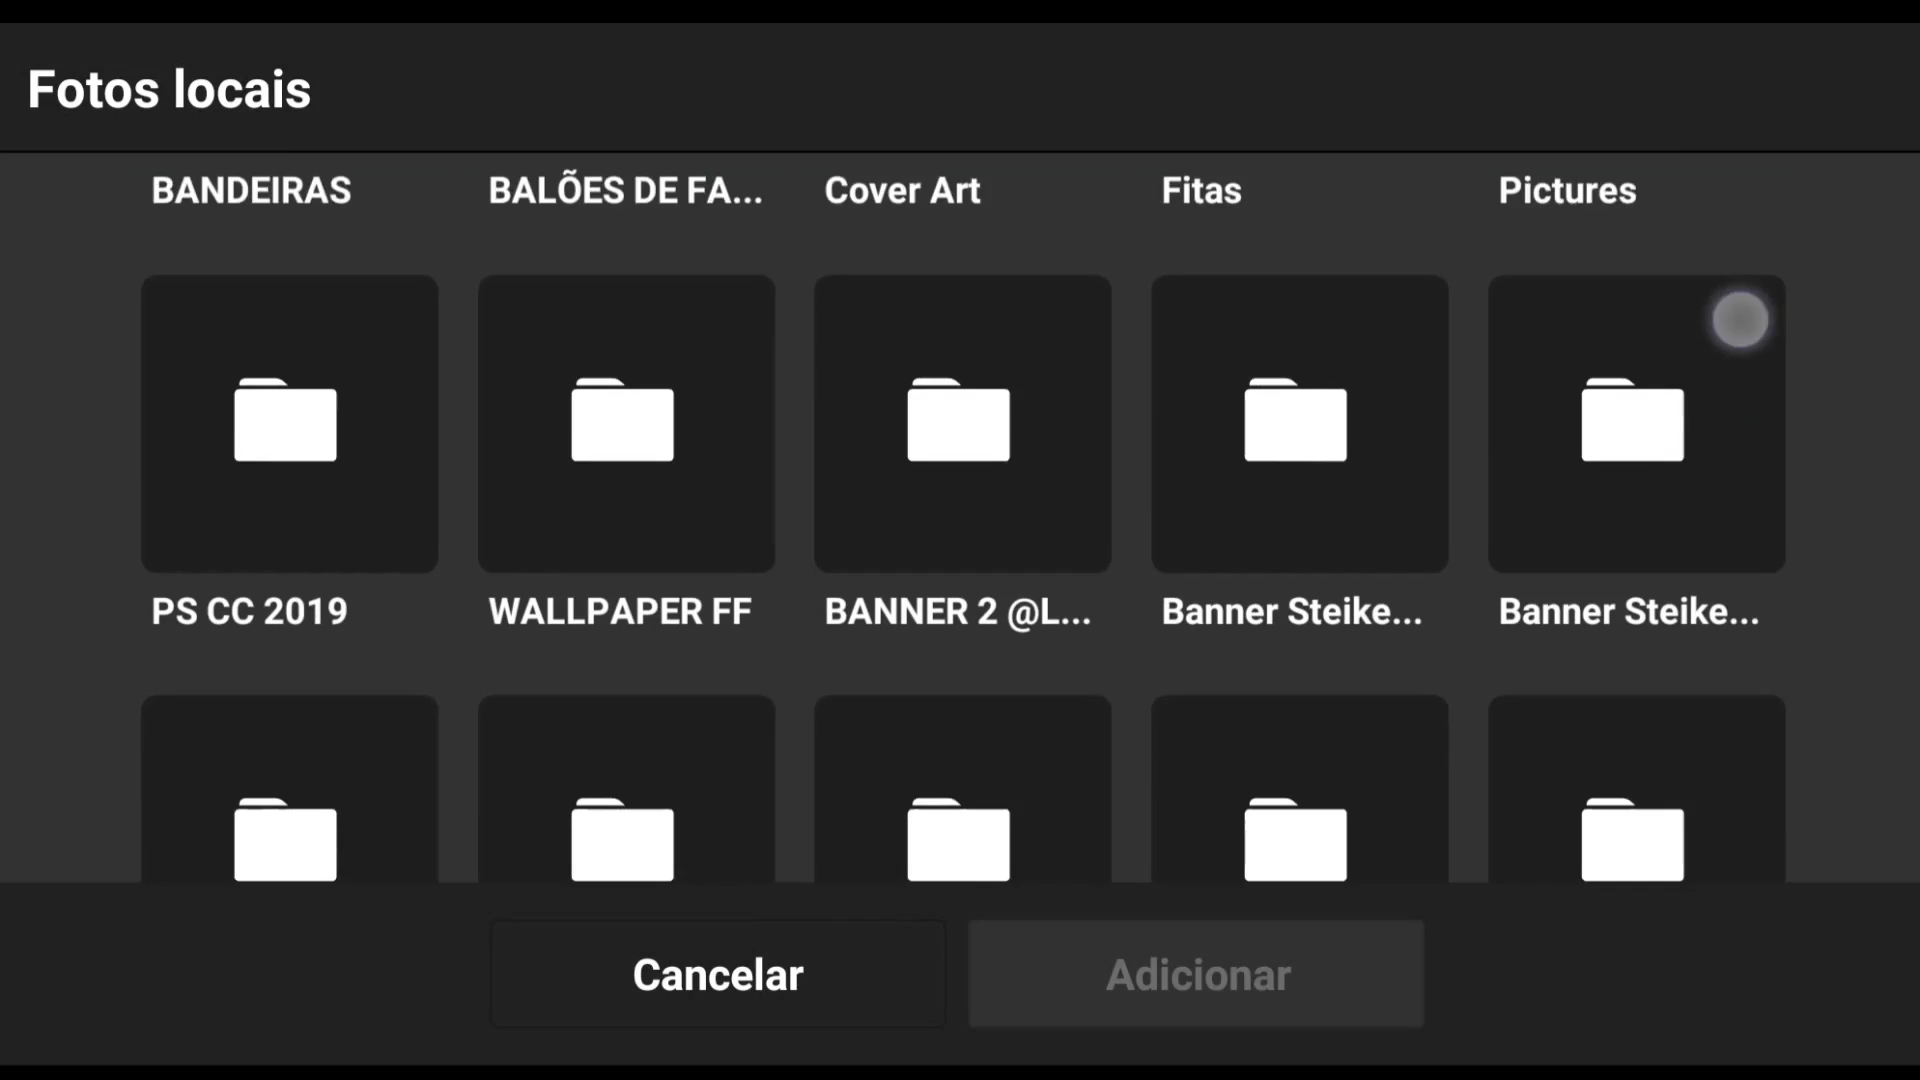 Fotos locais
BANDEIRAS
BALÕES DE FA...
Cover Art
Fitas
Pictures
PS CC 2019
WALLPAPER FF
BANNER 2 @L...
Banner Steike...
Banner Steike...
Cancelar
Adicionar